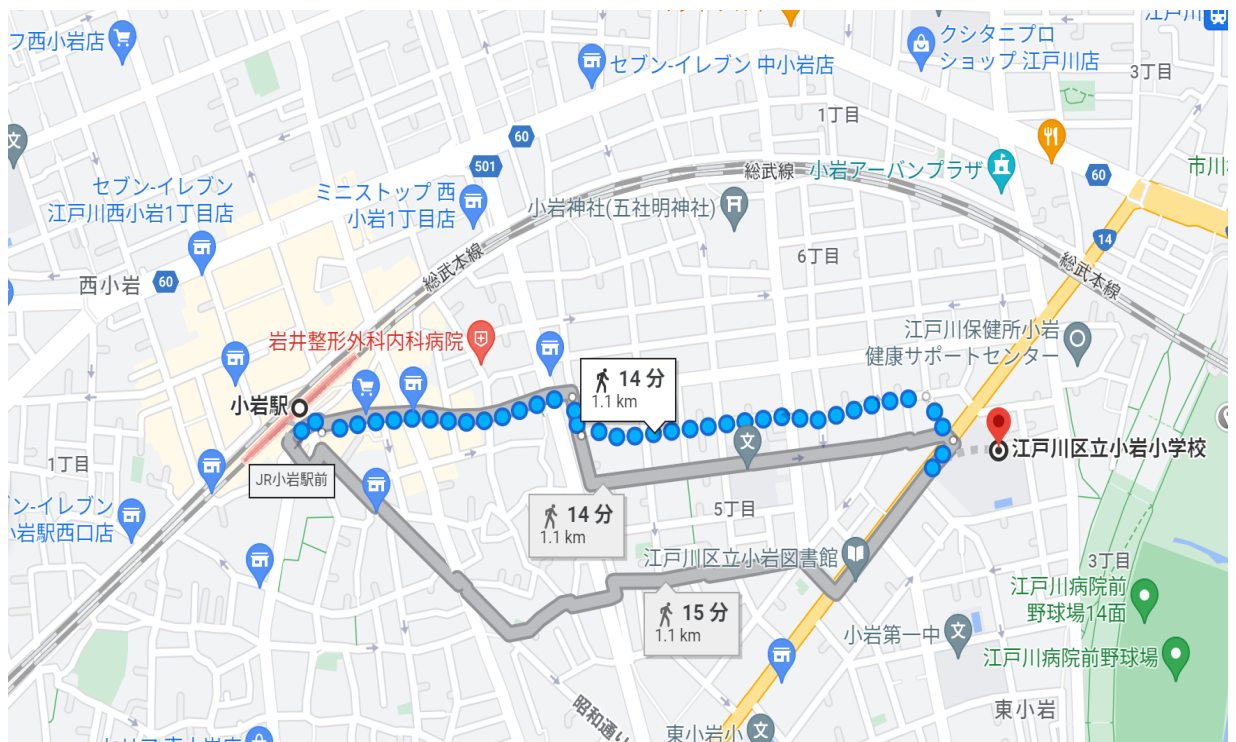 江戸川
フ西小岩店
クシタニプロ
ショップ 江戸川店
セブン-イレブン 中小岩店
3丁目
1丁目
文
60
501
総武線
小岩アーバンプラザ
60
市川
セブン-イレブン
江戸川西小岩1丁目店
ミニストップ 西
小岩1丁目店
小岩神社(五社明神社)
14
総武本線
6丁目
総武本線
西小岩
60
岩井整形外科内科病院
江戸川保健所小岩
健康サポートセンター
14 分
1.1 km
小岩駅
文
江戸川区立小岩小学校
1丁目
JR小岩駅前
ン-イレブン
小岩駅西口店
14 分
1.1 km
5丁目
江戸川区立小岩図書館
3丁目
江戸川病院前
野球場14面
15 分
1.1 km
小岩第一中
文
江戸川病院前野球場
昭和通り
東小岩
東小岩小
文